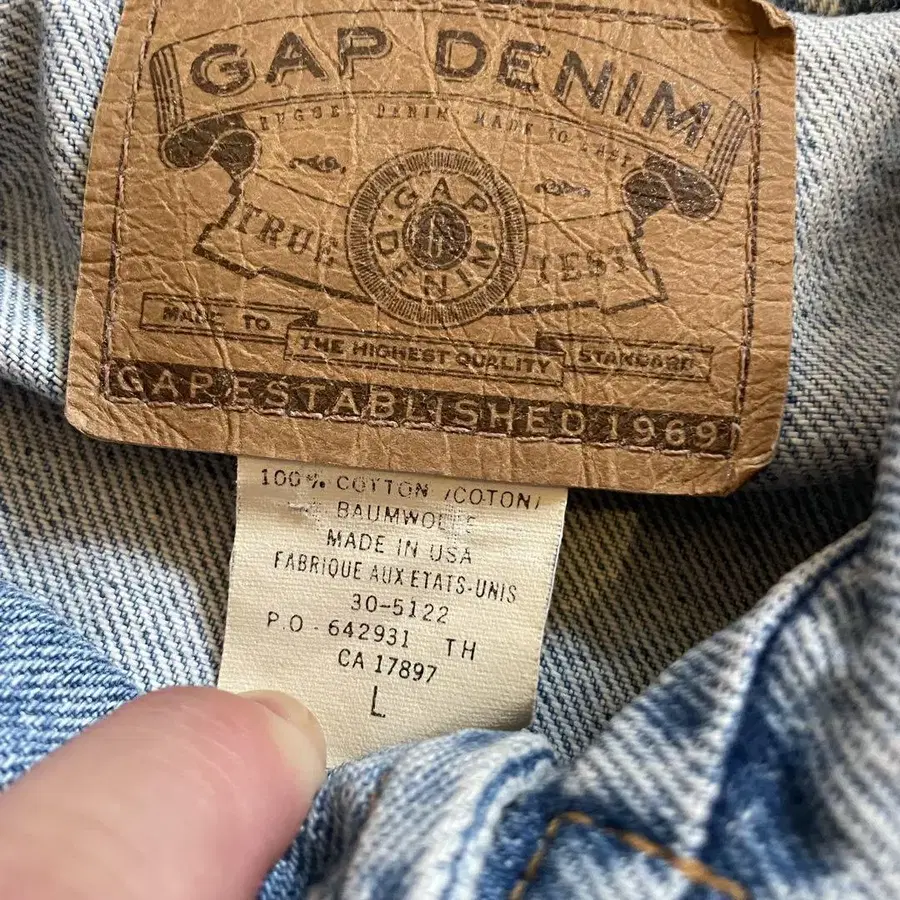 GAP DENIM
RUGGED DENIM MADE TO LAST
TRUE TEST
GAP DENIM
MADE TO THE HIGHEST QUALITY STANDARD
GAP ESTABLISHED 1969
100% COTTON /COTON/
BAUMWOLLE
MADE IN USA
FABRIQUE AUX ETATS-UNIS
30-5122
P.O - 642931 TH
CA 17897
L